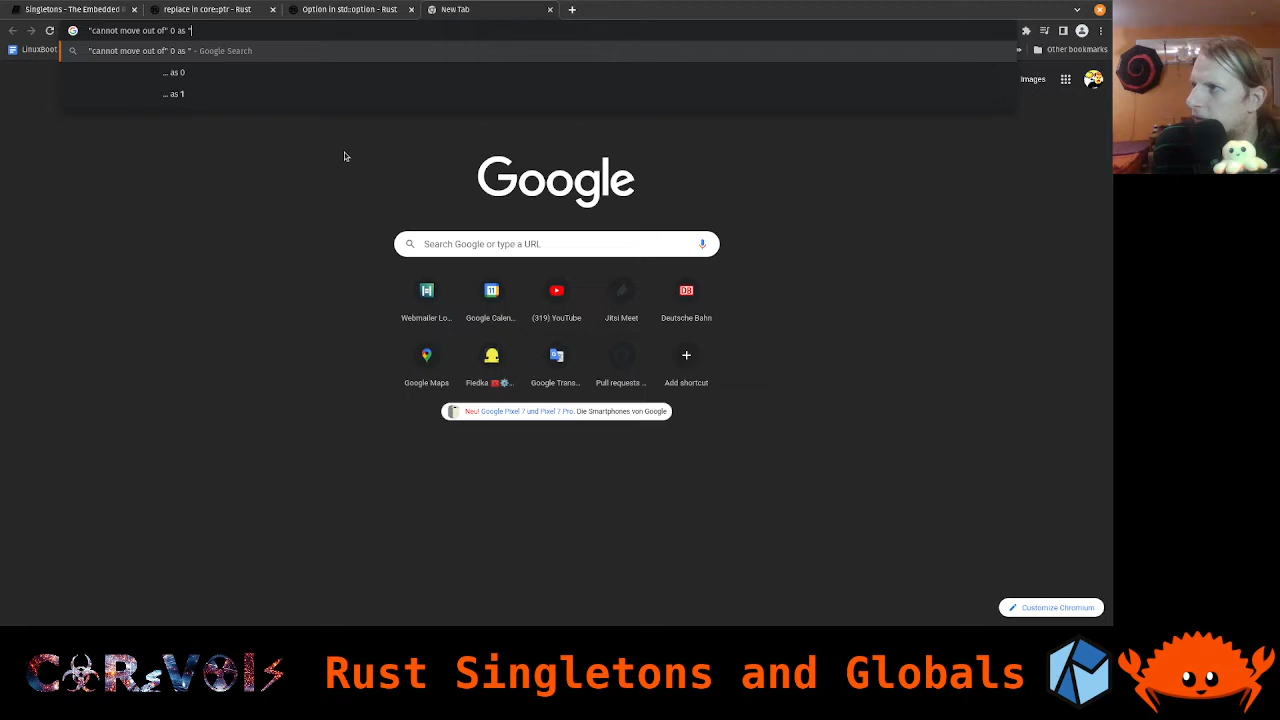 Singletons - The Embedded R
replace in core::ptr - Rust
Option in std::option - Rust
New Tab
"cannot move out of" 0 as "
LinuxBoot
"cannot move out of" 0 as " - Google Search
Other bookmarks
... as 0
Images
... as 1
Google
Search Google or type a URL
Webmailer Lo...
Google Calen...
(319) YouTube
Jitsi Meet
Deutsche Bahn
Google Maps
Fiedka
Google Trans...
Pull requests ...
Add shortcut
Neu! Google Pixel 7 und Pixel 7 Pro. Die Smartphones von Google
Customize Chromium
Rust Singletons and Globals